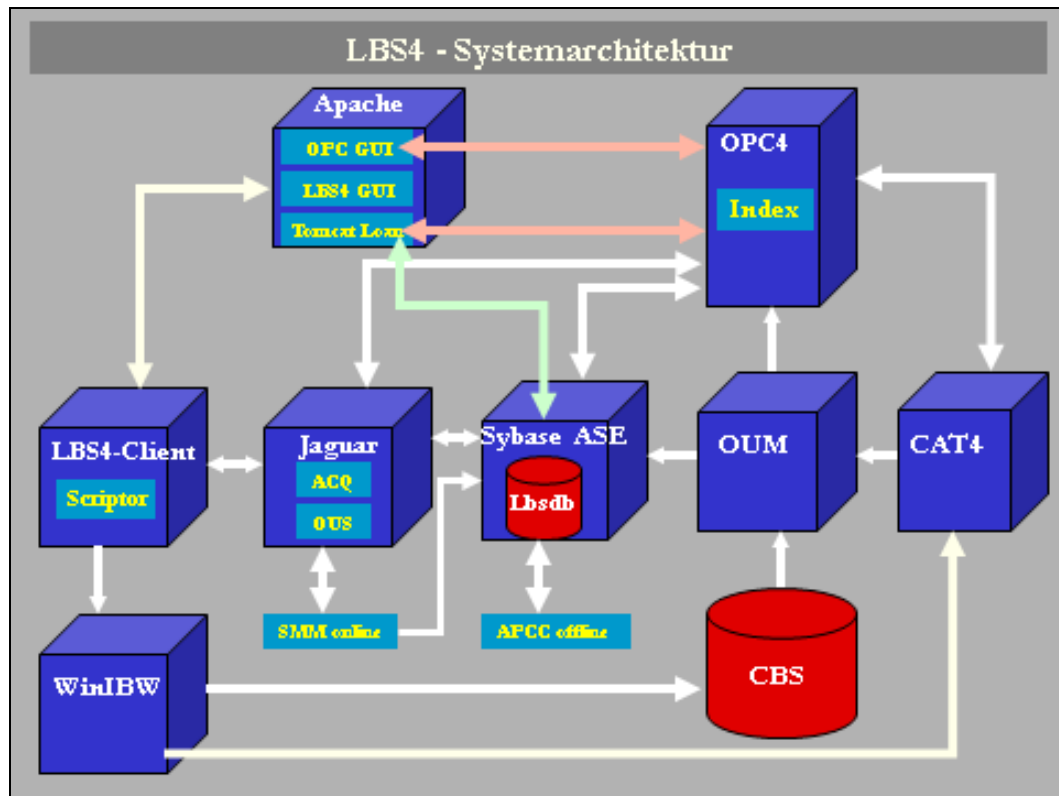 LBS4 - Systemarchitektur
Apache
OPC GUI
LBS4 GUI
Tomcat Loan
OPC4
Index
LBS4-Client
Scriptor
Jaguar
ACQ
OUS
Sybase ASE
Lbsdb
OUM
CAT4
SMM online
APCC offline
WinIBW
CBS